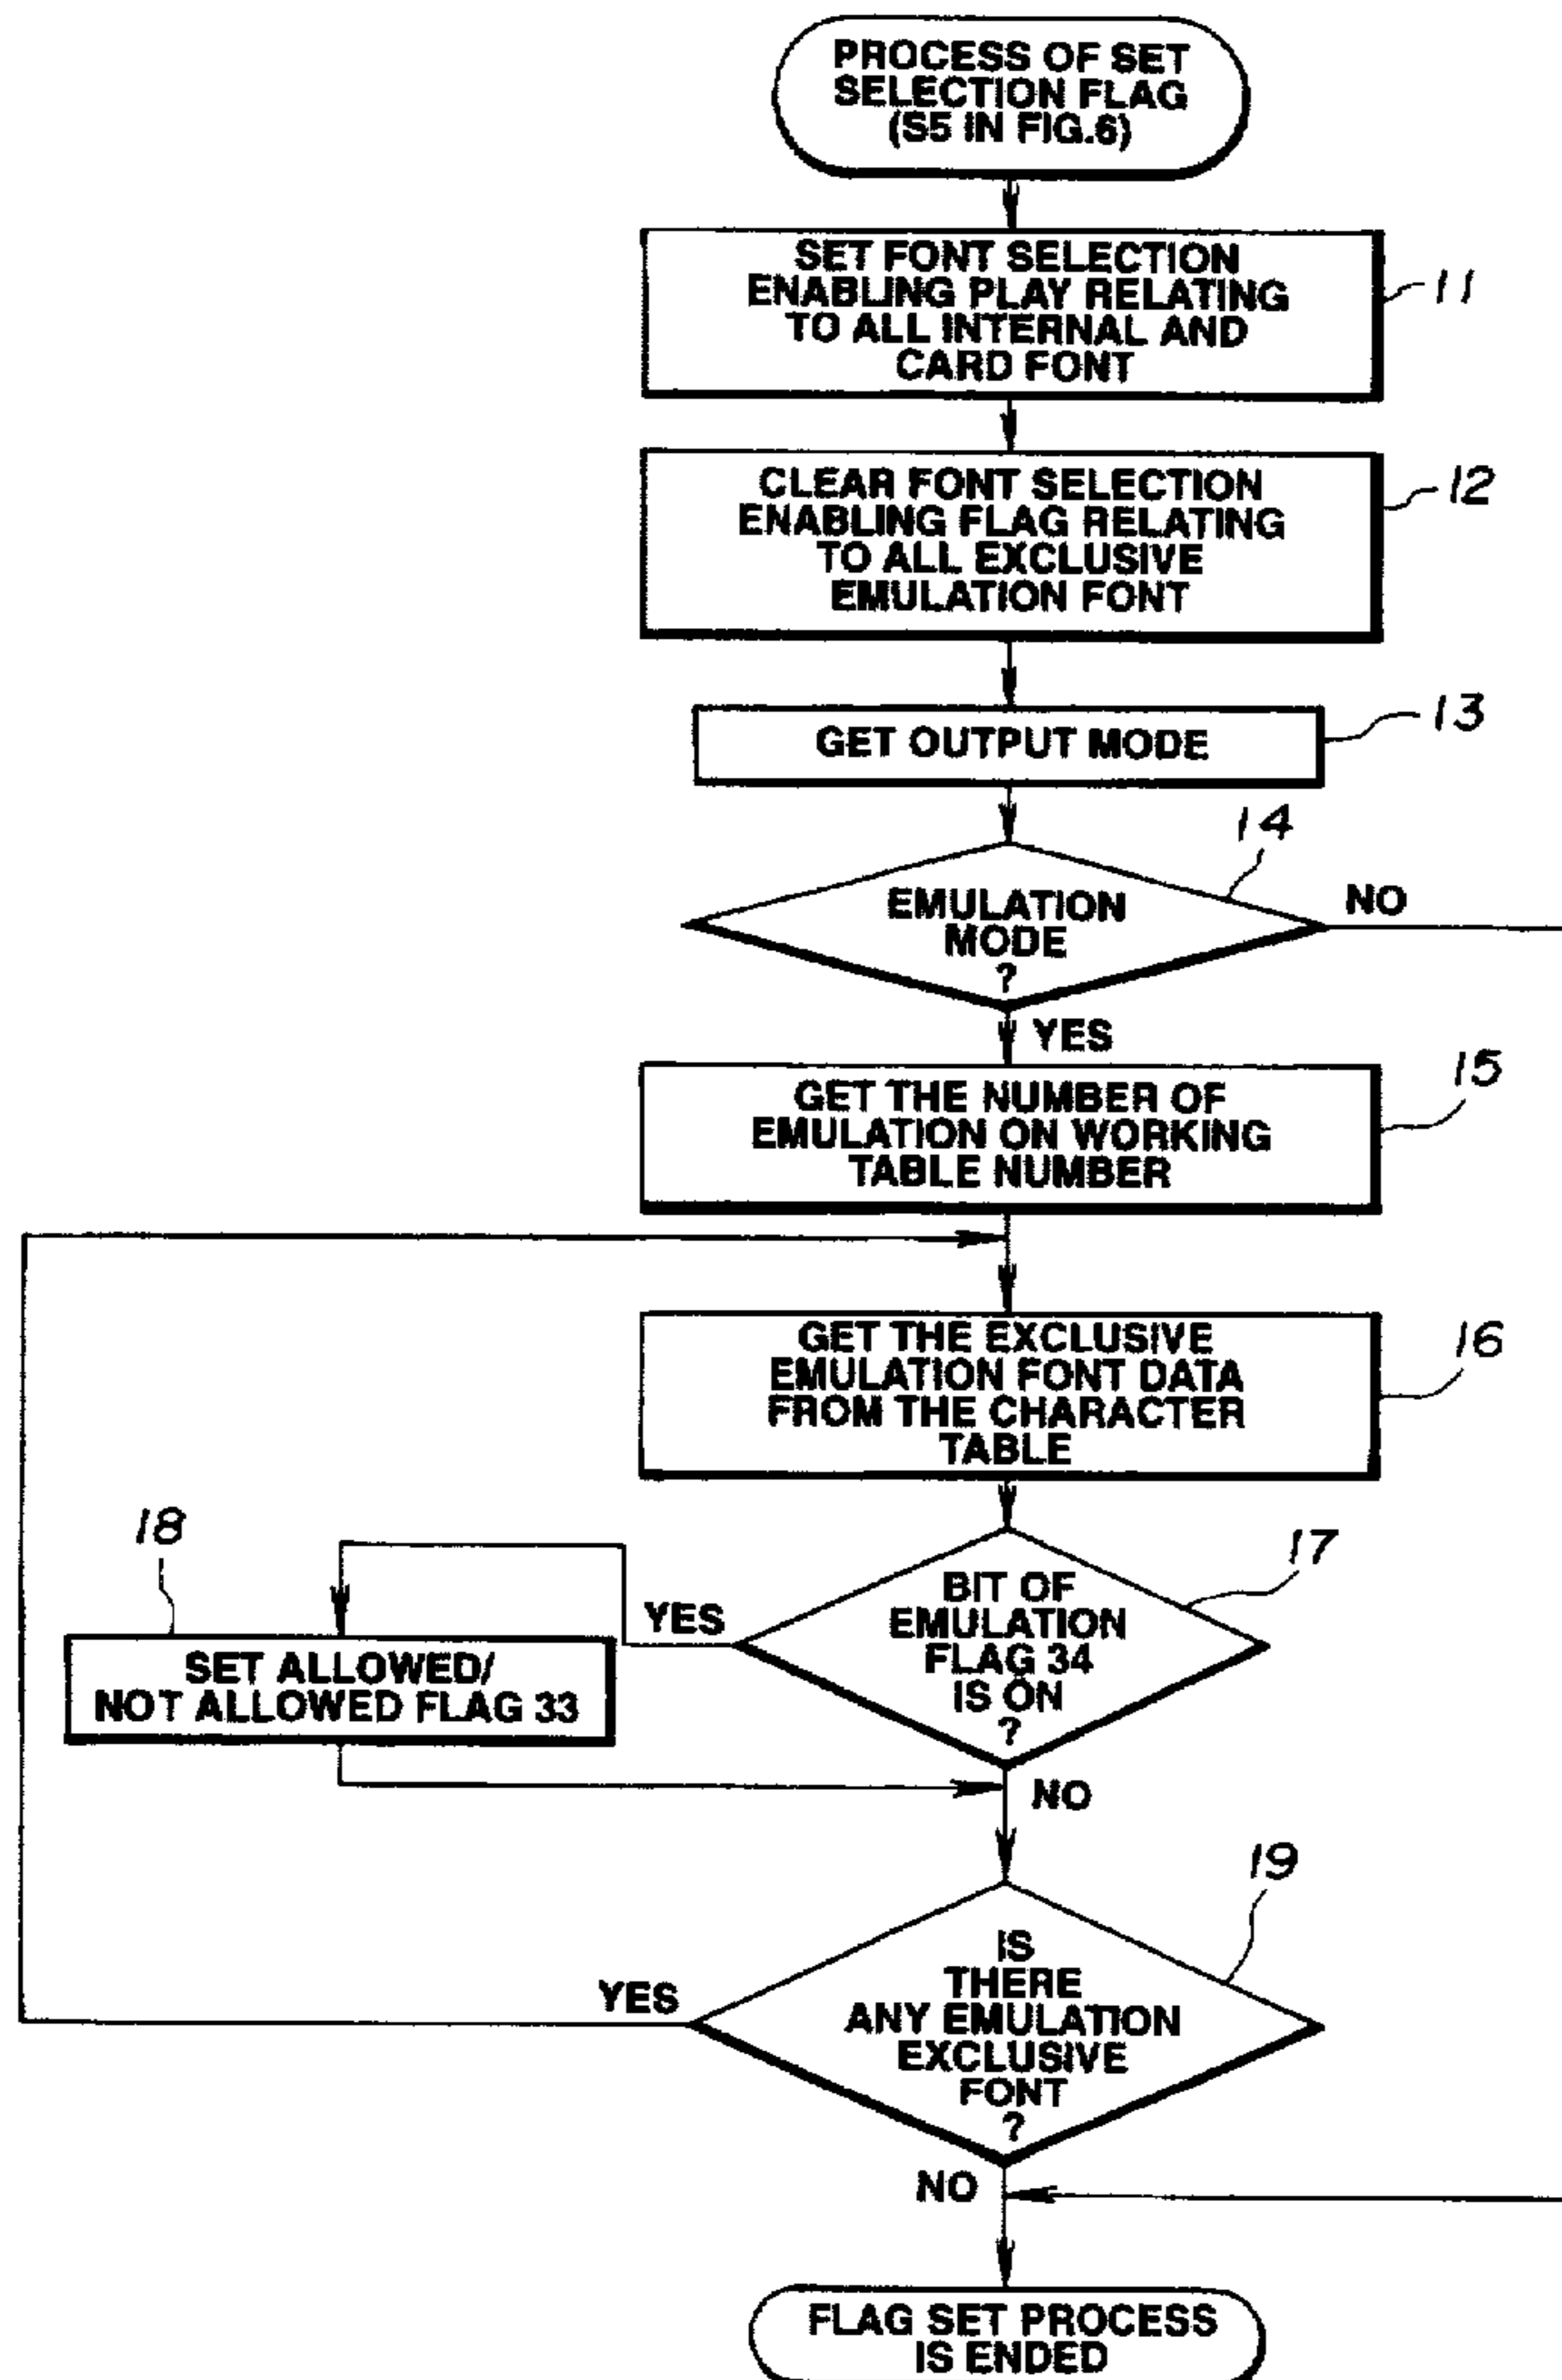 PROCESS OF SET
SELECTION FLAG
(S5 IN FIG.6)
SET FONT SELECTION
ENABLING PLAY RELATING
TO ALL INTERNAL AND
CARD FONT
11
CLEAR FONT SELECTION
ENABLING FLAG RELATING
TO ALL EXCLUSIVE
EMULATION FONT
12
GET OUTPUT MODE
13
14
EMULATION
MODE
?
NO
YES
GET THE NUMBER OF
EMULATION ON WORKING
TABLE NUMBER
15
GET THE EXCLUSIVE
EMULATION FONT DATA
FROM THE CHARACTER
TABLE
16
17
BIT OF
EMULATION
FLAG 34
IS ON
?
YES
18
SET ALLOWED/
NOT ALLOWED FLAG 33
NO
19
IS
THERE
ANY EMULATION
EXCLUSIVE
FONT
?
YES
NO
FLAG SET PROCESS
IS ENDED